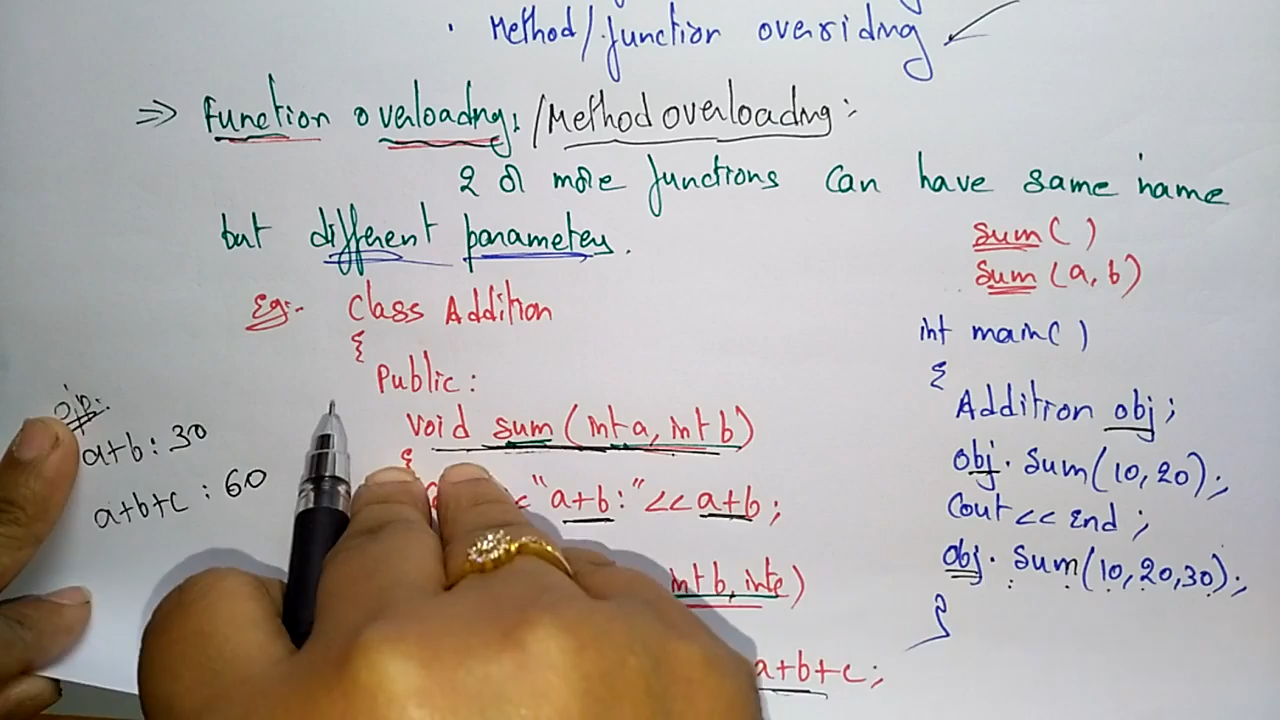 · Method/function overriding
⇒ Function overloading: /Method overloading:
2 or more functions can have same name
but different parameters.
Eg:- Class Addition
{
Public:
void sum(int a, int b)
{
< "a+b:" << a+b;
int b, int c)
a+b+c;
sum( )
sum(a, b)
int main( )
{
Addition obj;
obj. sum(10, 20);
Cout << End;
obj. sum(10, 20, 30);
}
o/p:
a+b: 30
a+b+c : 60